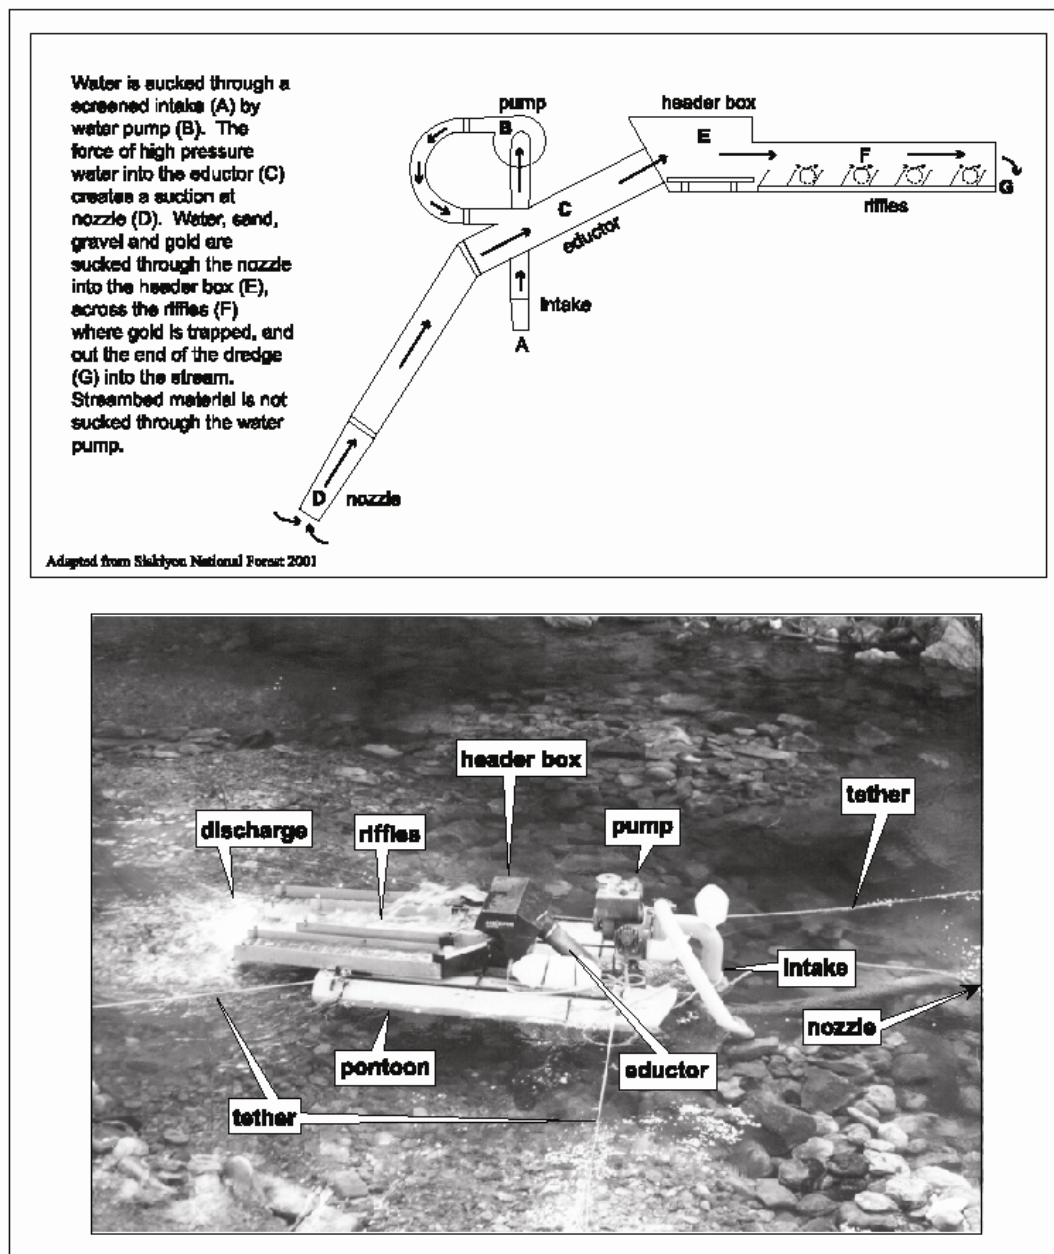 Water is sucked through a
screened intake (A) by
water pump (B). The
force of high pressure
water into the eductor (C)
creates a suction at
nozzle (D). Water, sand,
gravel and gold are
sucked through the nozzle
into the header box (E),
across the riffles (F)
where gold is trapped, and
out the end of the dredge
(G) into the stream.
Streambed material is not
sucked through the water
pump.
pump
B
header box
E
F
G
riffles
C
eductor
intake
A
D nozzle
Adapted from Siskiyou National Forest 2001
header box
tether
discharge
riffles
pump
intake
nozzle
pontoon
eductor
tether